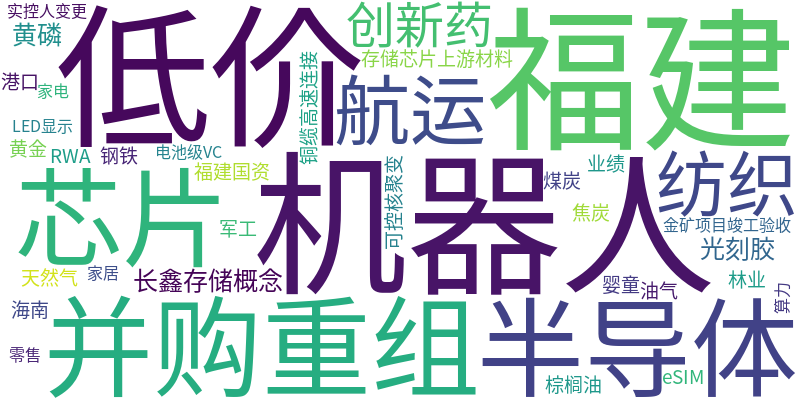 实控人变更
黄磷
低价
创新药
福建
存储芯片上游材料
港口
家电
铜缆高速连接
航运
LED显示
黄金
RWA
钢铁
电池级VC
福建国资
机器人
可控核聚变
业绩
纺织
芯片
煤炭
军工
焦炭
金矿项目竣工验收
光刻胶
天然气
家居
长鑫存储概念
婴童
油气
林业
算力
海南
并购重组
半导体
零售
棕榈油
eSIM